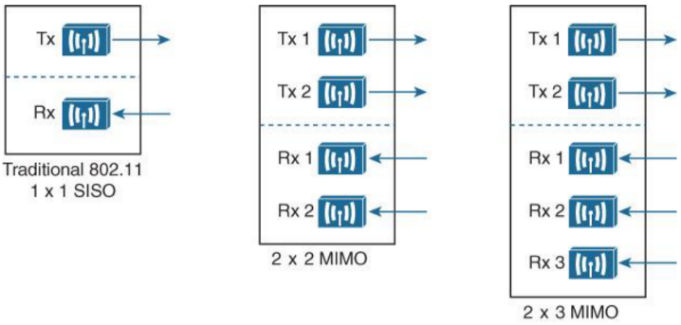 Tx
Rx
Traditional 802.11
1 x 1 SISO
Tx 1
Tx 2
Rx 1
Rx 2
2 x 2 MIMO
Tx 1
Tx 2
Rx 1
Rx 2
Rx 3
2 x 3 MIMO